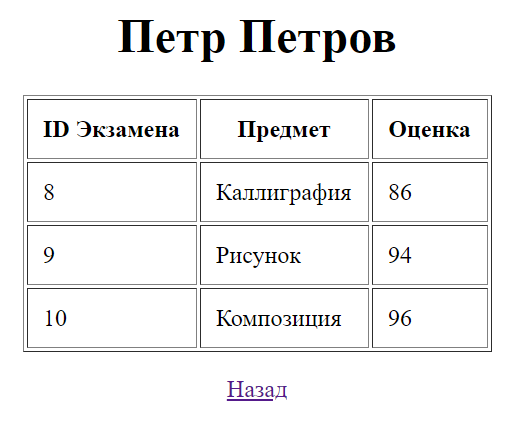 Петр Петров
ID Экзамена Предмет Оценка
8 Каллиграфия 86
9 Рисунок 94
10 Композиция 96
Назад